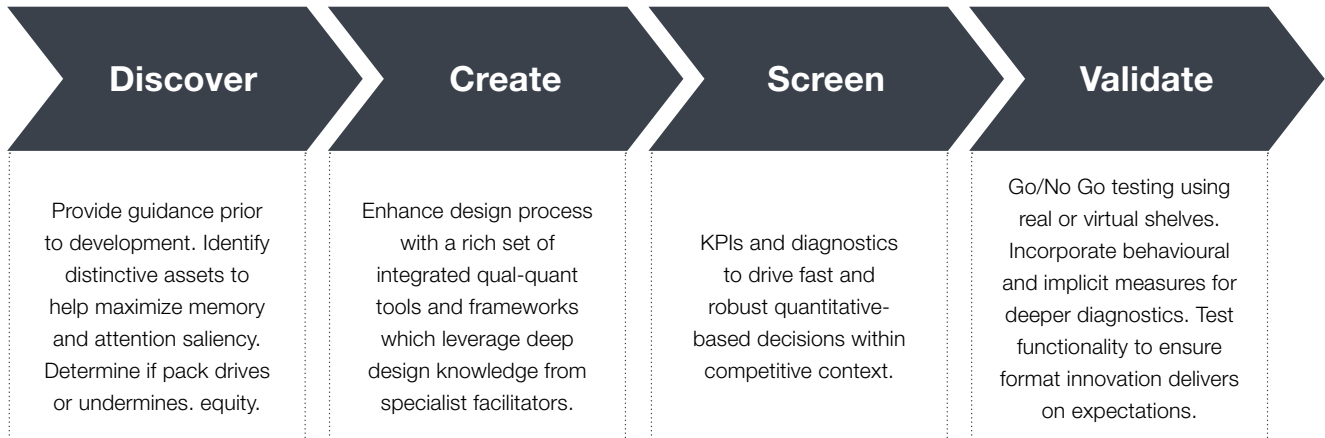 Discover
Provide guidance prior
to development. Identify
distinctive assets to
help maximize memory
and attention saliency.
Determine if pack drives
or undermines. equity.
Create
Enhance design process
with a rich set of
integrated qual-quant
tools and frameworks
which leverage deep
design knowledge from
specialist facilitators.
Screen
KPIs and diagnostics
to drive fast and
robust quantitative-
based decisions within
competitive context.
Validate
Go/No Go testing using
real or virtual shelves.
Incorporate behavioural
and implicit measures for
deeper diagnostics. Test
functionality to ensure
format innovation delivers
on expectations.